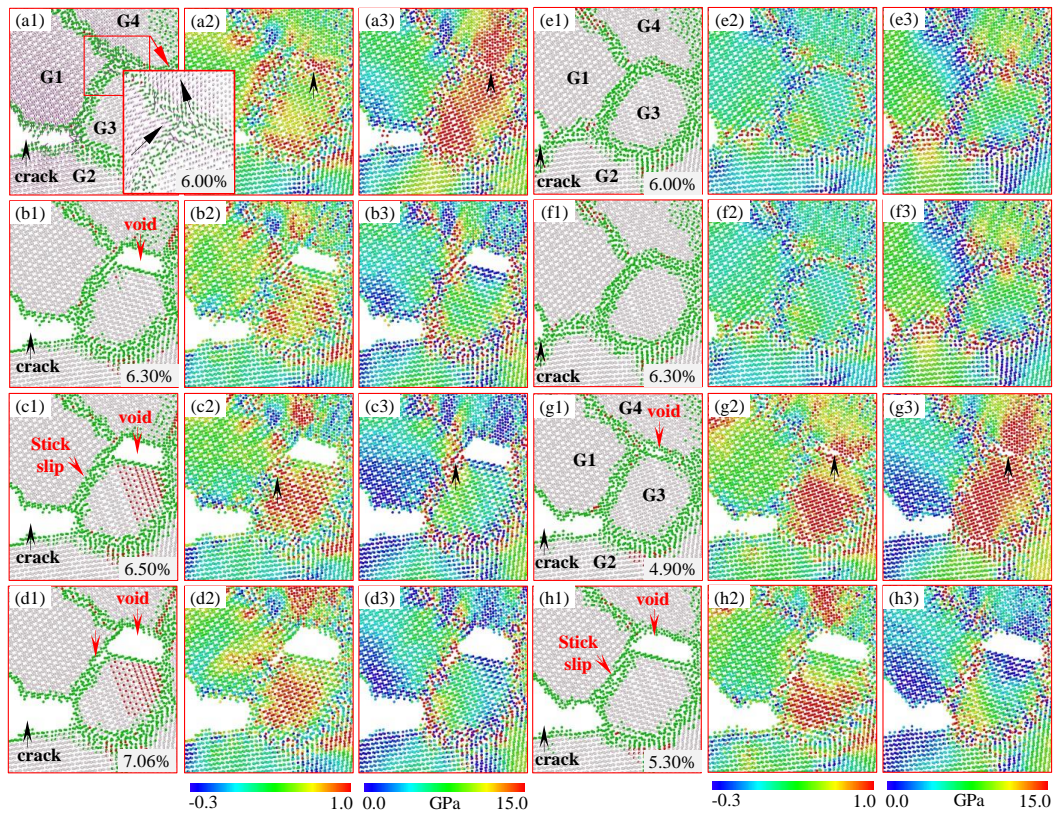 (a1) G4 (a2) (a3) (e1) G4 (e2) (e3)
G1 G1
G3 G3
crack G2 6.00% crack G2 6.00%
(b1) void (b2) (b3) (f1) (f2) (f3)
crack 6.30% crack 6.30%
(c1) void (c2) (c3) (g1) G4 void (g2) (g3)
Stick
slip
G1
G3
crack 6.50% crack G2 4.90%
(d1) void (d2) (d3) (h1) void (h2) (h3)
Stick
slip
crack 7.06% crack 5.30%
-0.3 1.0 0.0 GPa 15.0 -0.3 1.0 0.0 GPa 15.0